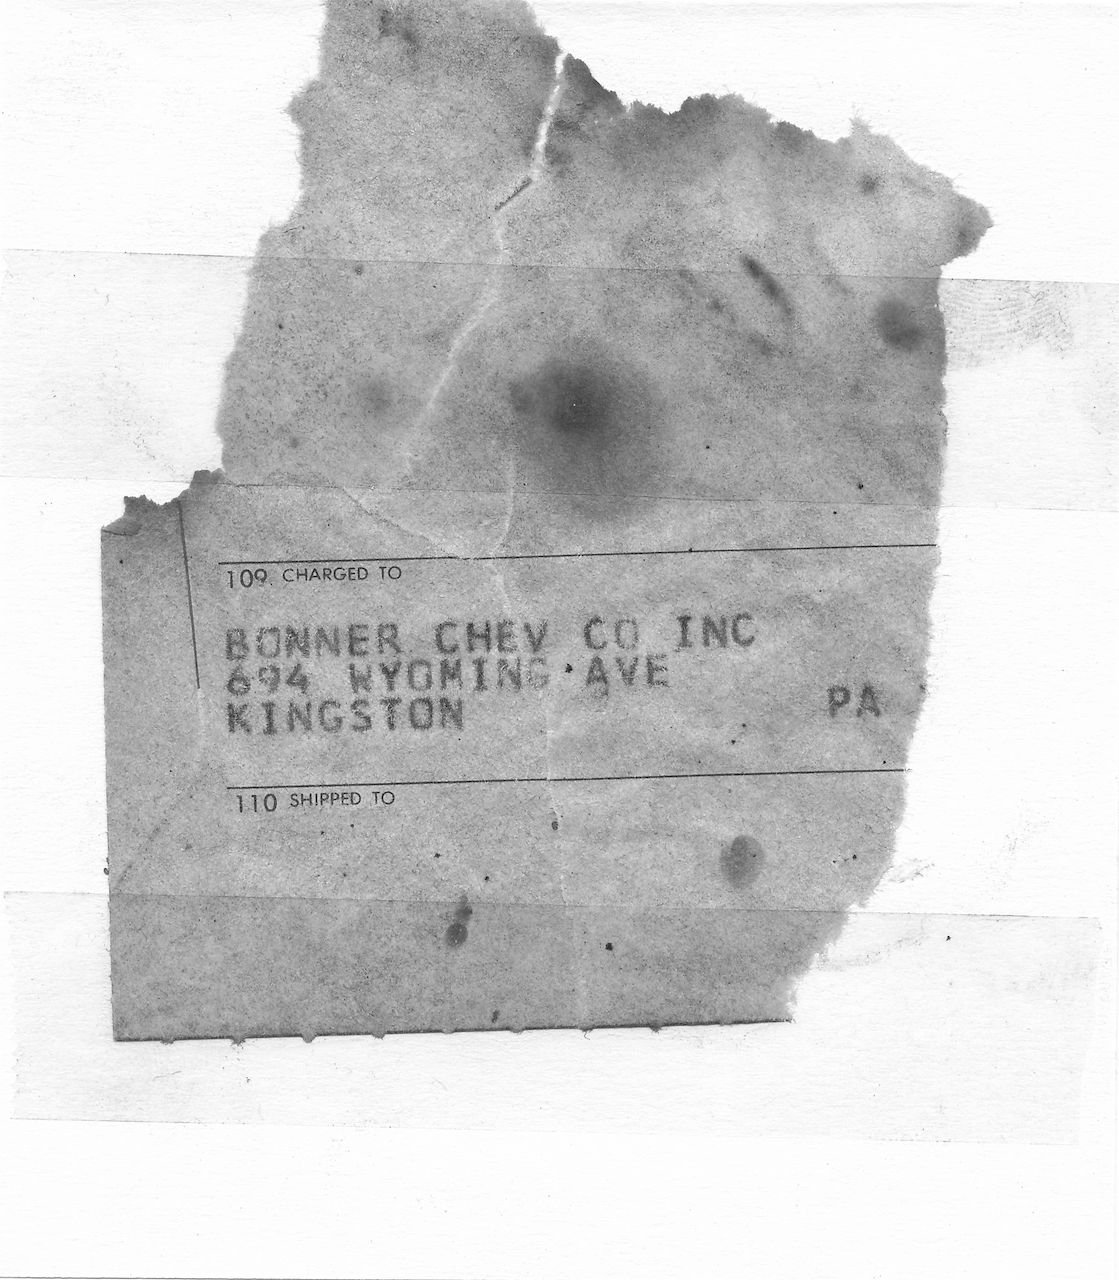 109. CHARGED TO
BONNER CHEV CO INC
694 WYOMING AVE
KINGSTON PA
110 SHIPPED TO